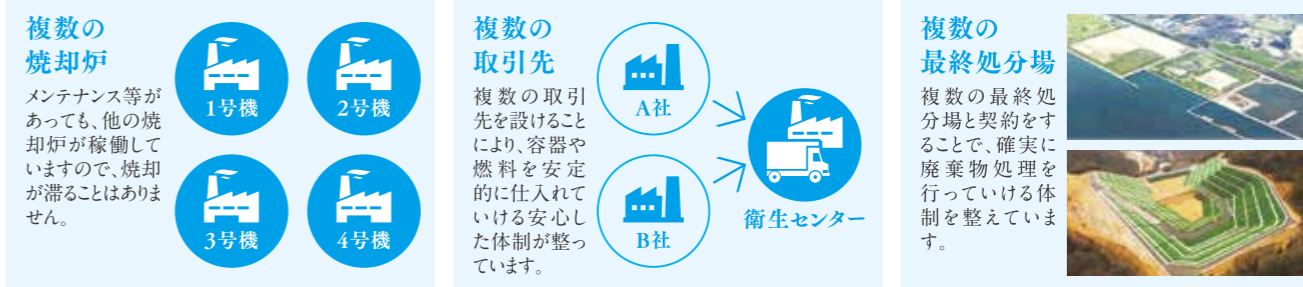 複数の
焼却炉
メンテナンス等が
あっても、他の焼
却炉が稼働して
いますので、焼却
が滞ることはありま
せん。
1号機
2号機
3号機
4号機
複数の
取引先
複数の取引
先を設けること
により、容器や
燃料を安定
的に仕入れて
いける安心し
た体制が整っ
ています。
A社
B社
衛生センター
複数の
最終処分場
複数の最終処
分場と契約をす
ることで、確実に
廃棄物処理を
行っていける体
制を整えていま
す。